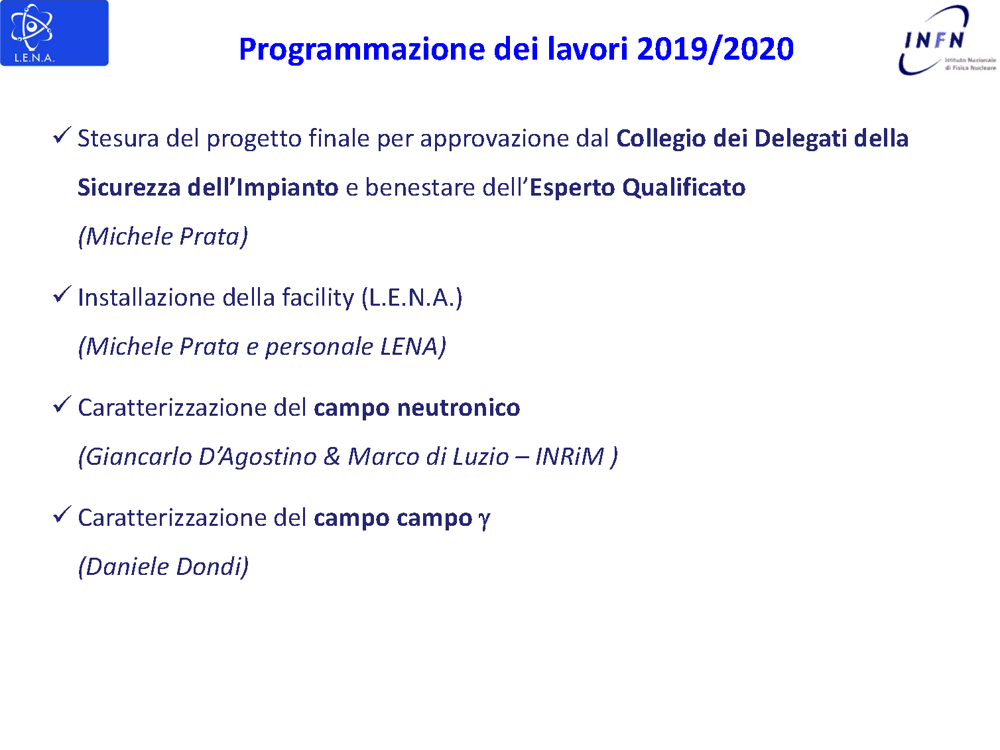 L.E.N.A.
Programmazione dei lavori 2019/2020
INFN
Istituto Nazionale
di Fisica Nucleare
✓ Stesura del progetto finale per approvazione dal Collegio dei Delegati della
Sicurezza dell’Impianto e benestare dell’Esperto Qualificato
(Michele Prata)
✓ Installazione della facility (L.E.N.A.)
(Michele Prata e personale LENA)
✓ Caratterizzazione del campo neutronico
(Giancarlo D’Agostino & Marco di Luzio – INRiM )
✓ Caratterizzazione del campo campo γ
(Daniele Dondi)